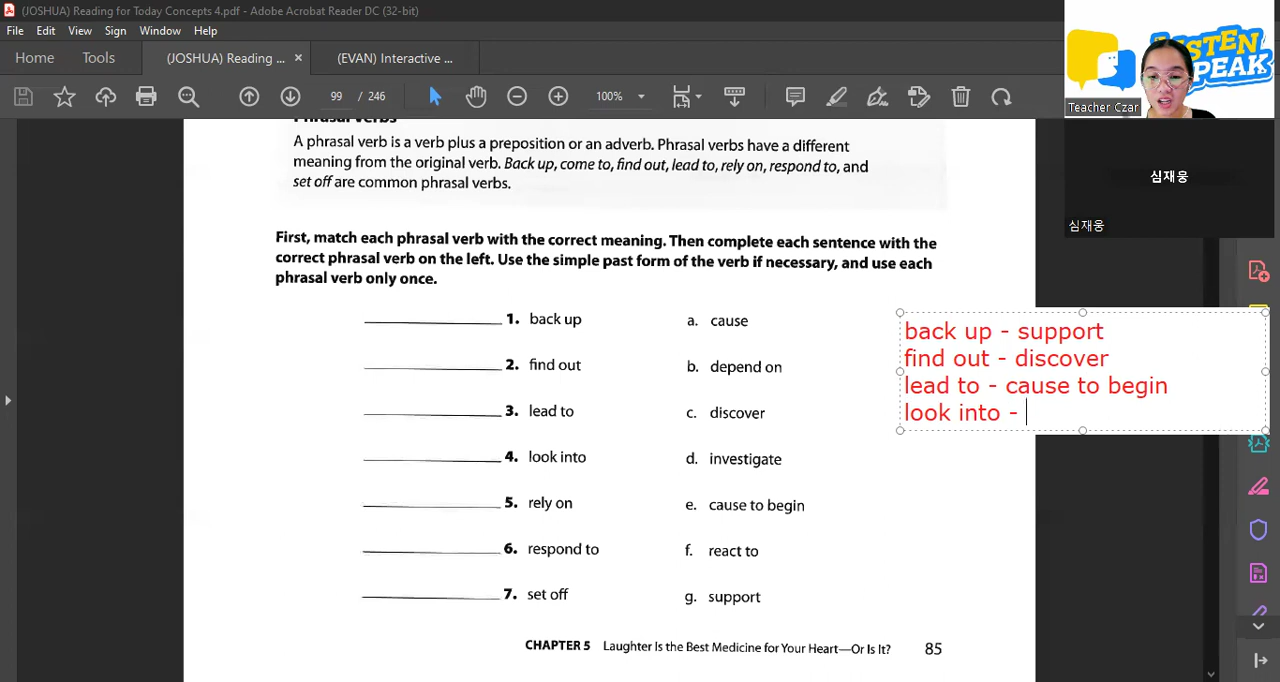 (JOSHUA) Reading for Today Concepts 4.pdf - Adobe Acrobat Reader DC (32-bit)
File Edit View Sign Window Help
Home Tools (JOSHUA) Reading ... × (EVAN) Interactive ...
99 / 246 100%
LISTEN
SPEAK
Teacher Czar
심재웅
심재웅
Phrasal Verbs
A phrasal verb is a verb plus a preposition or an adverb. Phrasal verbs have a different
meaning from the original verb. Back up, come to, find out, lead to, rely on, respond to, and
set off are common phrasal verbs.
First, match each phrasal verb with the correct meaning. Then complete each sentence with the
correct phrasal verb on the left. Use the simple past form of the verb if necessary, and use each
phrasal verb only once.
1. back up a. cause
2. find out b. depend on
3. lead to c. discover
4. look into d. investigate
5. rely on e. cause to begin
6. respond to f. react to
7. set off g. support
back up - support
find out - discover
lead to - cause to begin
look into -
CHAPTER 5 Laughter Is the Best Medicine for Your Heart—Or Is It? 85